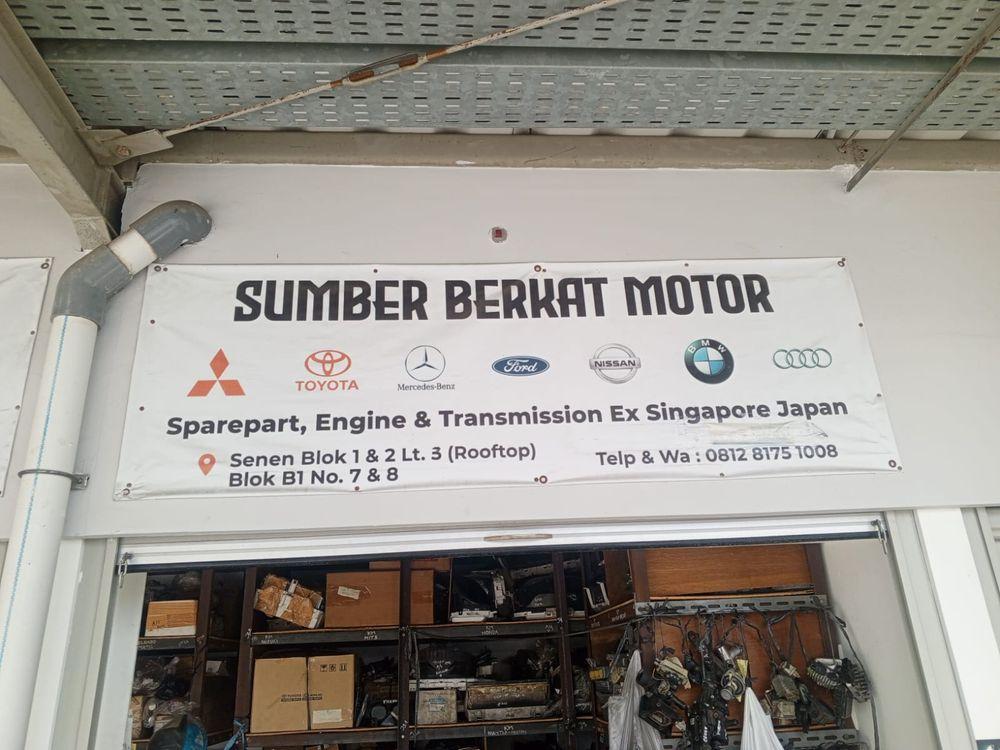 SUMBER BERKAT MOTOR
TOYOTA
Mercedes-Benz
Ford
NISSAN
BMW
Sparepart, Engine & Transmission Ex Singapore Japan
Senen Blok 1 & 2 Lt. 3 (Rooftop)
Blok B1 No. 7 & 8
Telp & Wa : 0812 8175 1008